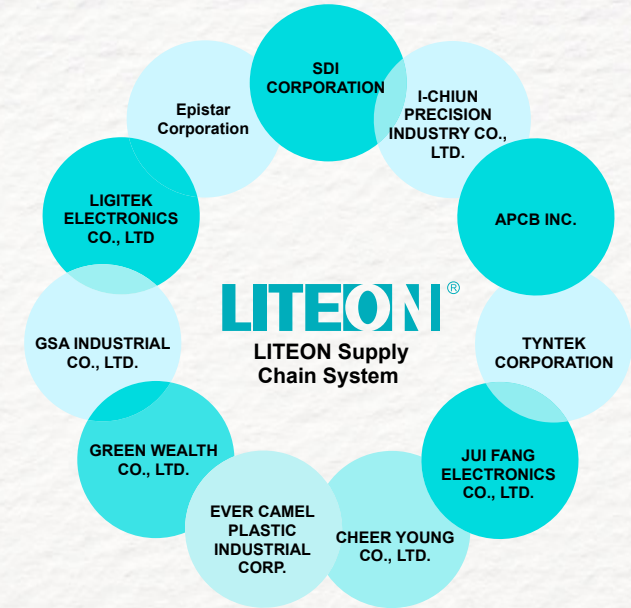 SDI
CORPORATION
I-CHIUN
PRECISION
INDUSTRY CO.,
LTD.
APCB INC.
TYNTEK
CORPORATION
JUI FANG
ELECTRONICS
CO., LTD.
CHEER YOUNG
CO., LTD.
EVER CAMEL
PLASTIC
INDUSTRIAL
CORP.
GREEN WEALTH
CO., LTD.
GSA INDUSTRIAL
CO., LTD.
LIGITEK
ELECTRONICS
CO., LTD
Epistar
Corporation
LITEON®
LITEON Supply
Chain System